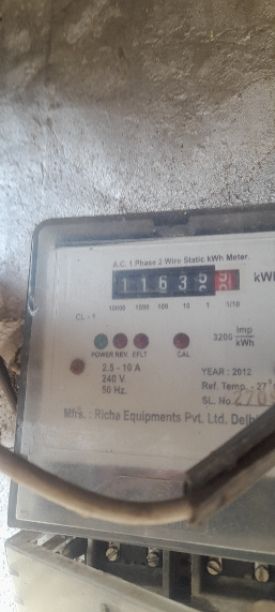 A.C. 1 Phase 2 Wire Static kWh Meter.
1 1 6 3 kWh
10000 1000 100 10 1 1/10
CL - 1
POWER REV. E/LT CAL
3200 Imp/kWh
2.5 - 10 A
240 V
50 Hz.
YEAR : 2012
Ref. Temp. - 27
SL. No.
Mfrs. : Richa Equipments Pvt. Ltd. Delhi